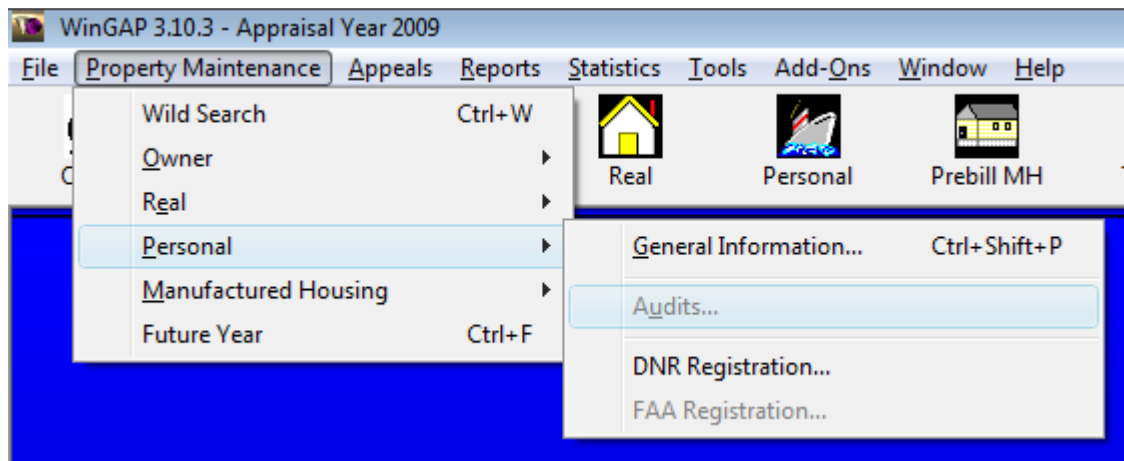 WinGAP 3.10.3 - Appraisal Year 2009
File Property Maintenance Appeals Reports Statistics Tools Add-Ons Window Help
Wild Search Ctrl+W
Owner
Real
Personal
Manufactured Housing
Future Year Ctrl+F
Real Personal Prebill MH
General Information... Ctrl+Shift+P
Audits...
DNR Registration...
FAA Registration...